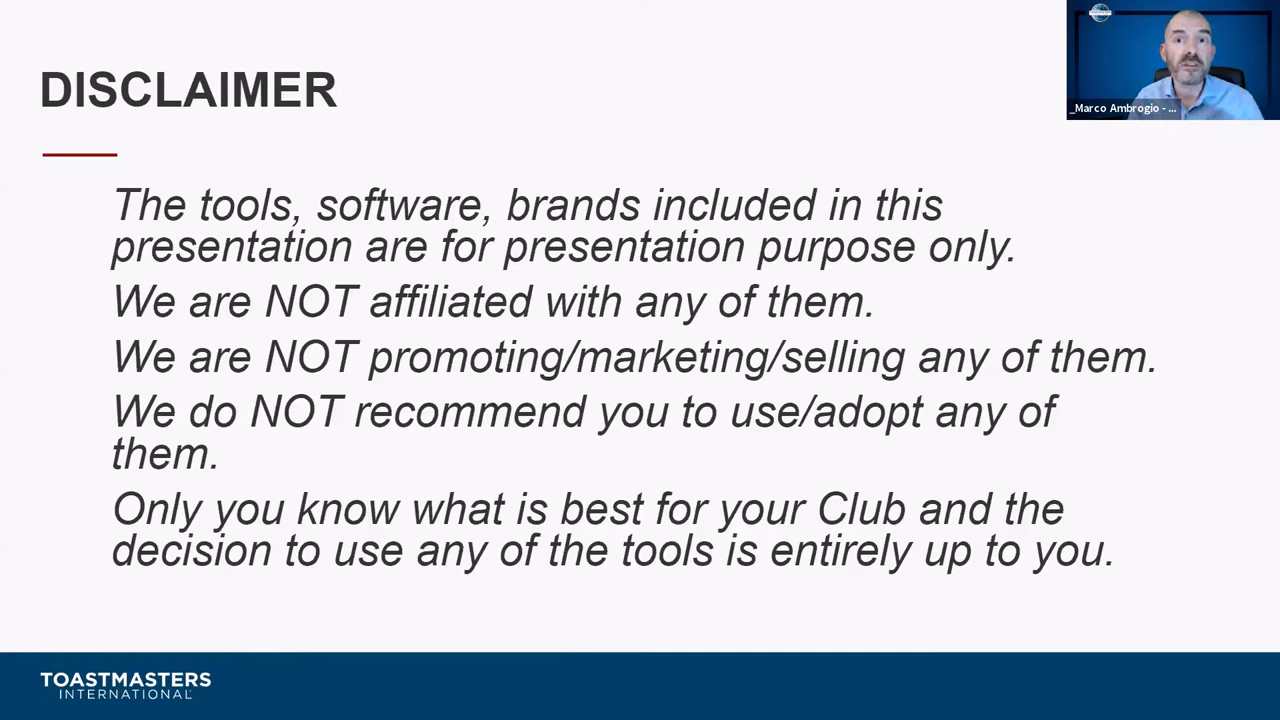 DISCLAIMER
_Marco Ambrogio - ...
The tools, software, brands included in this
presentation are for presentation purpose only.
We are NOT affiliated with any of them.
We are NOT promoting/marketing/selling any of them.
We do NOT recommend you to use/adopt any of
them.
Only you know what is best for your Club and the
decision to use any of the tools is entirely up to you.
TOASTMASTERS
INTERNATIONAL